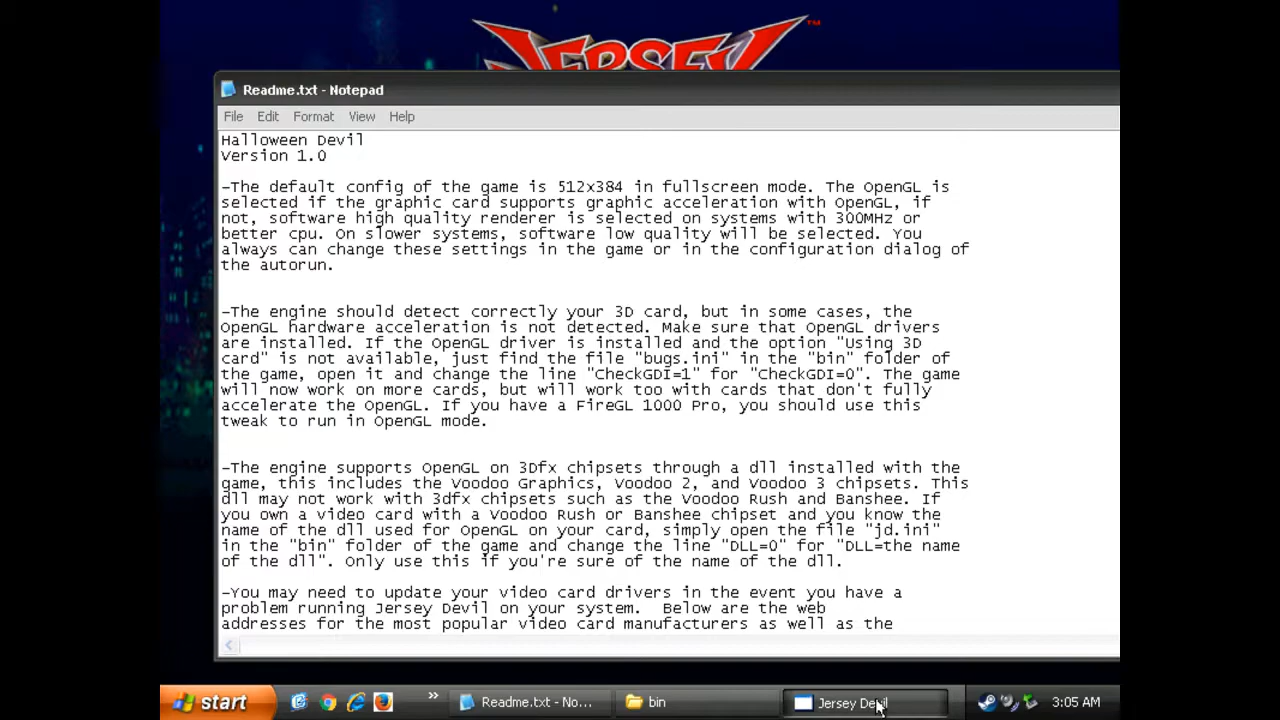 JERSEY
TM
Readme.txt - Notepad
File Edit Format View Help
Halloween Devil
Version 1.0
-The default config of the game is 512x384 in fullscreen mode. The OpenGL is
selected if the graphic card supports graphic acceleration with OpenGL, if
not, software high quality renderer is selected on systems with 300MHz or
better cpu. On slower systems, software low quality will be selected. You
always can change these settings in the game or in the configuration dialog of
the autorun.
-The engine should detect correctly your 3D card, but in some cases, the
OpenGL hardware acceleration is not detected. Make sure that OpenGL drivers
are installed. If the OpenGL driver is installed and the option "Using 3D
card" is not available, just find the file "bugs.ini" in the "bin" folder of
the game, open it and change the line "CheckGDI=1" for "CheckGDI=0". The game
will now work on more cards, but will work too with cards that don't fully
accelerate the OpenGL. If you have a FireGL 1000 Pro, you should use this
tweak to run in OpenGL mode.
-The engine supports OpenGL on 3Dfx chipsets through a dll installed with the
game, this includes the Voodoo Graphics, Voodoo 2, and Voodoo 3 chipsets. This
dll may not work with 3dfx chipsets such as the Voodoo Rush and Banshee. If
you own a video card with a Voodoo Rush or Banshee chipset and you know the
name of the dll used for OpenGL on your card, simply open the file "jd.ini"
in the "bin" folder of the game and change the line "DLL=0" for "DLL=the name
of the dll". Only use this if you're sure of the name of the dll.
-You may need to update your video card drivers in the event you have a
problem running Jersey Devil on your system.  Below are the web
addresses for the most popular video card manufacturers as well as the
start
Readme.txt - No...
bin
Jersey Devil
3:05 AM